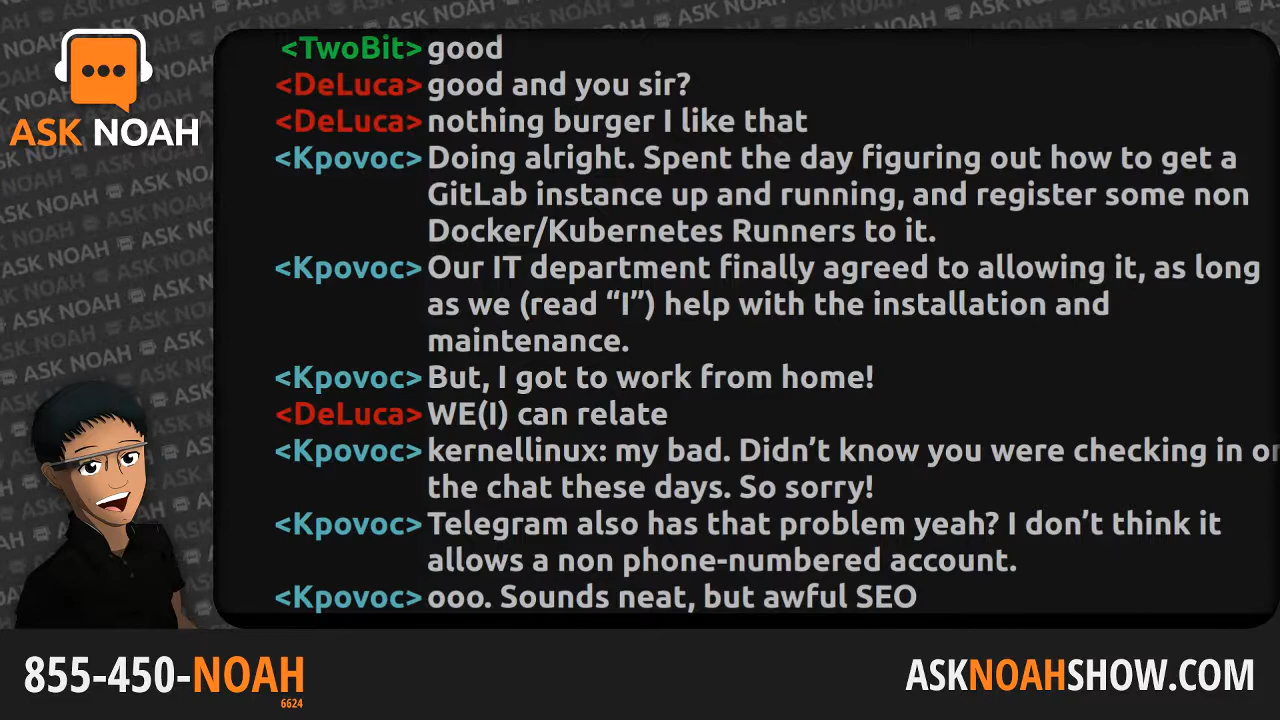 ASK NOAH
<TwoBit> good
<DeLuca> good and you sir?
<DeLuca> nothing burger I like that
<Kpovoc> Doing alright. Spent the day figuring out how to get a
GitLab instance up and running, and register some non
Docker/Kubernetes Runners to it.
<Kpovoc> Our IT department finally agreed to allowing it, as long
as we (read “I”) help with the installation and
maintenance.
<Kpovoc> But, I got to work from home!
<DeLuca> WE(I) can relate
<Kpovoc> kernellinux: my bad. Didn’t know you were checking in
the chat these days. So sorry!
<Kpovoc> Telegram also has that problem yeah? I don’t think it
allows a non phone-numbered account.
<Kpovoc> ooo. Sounds neat, but awful SEO
855-450-NOAH
6624
ASKNOAHSHOW.COM